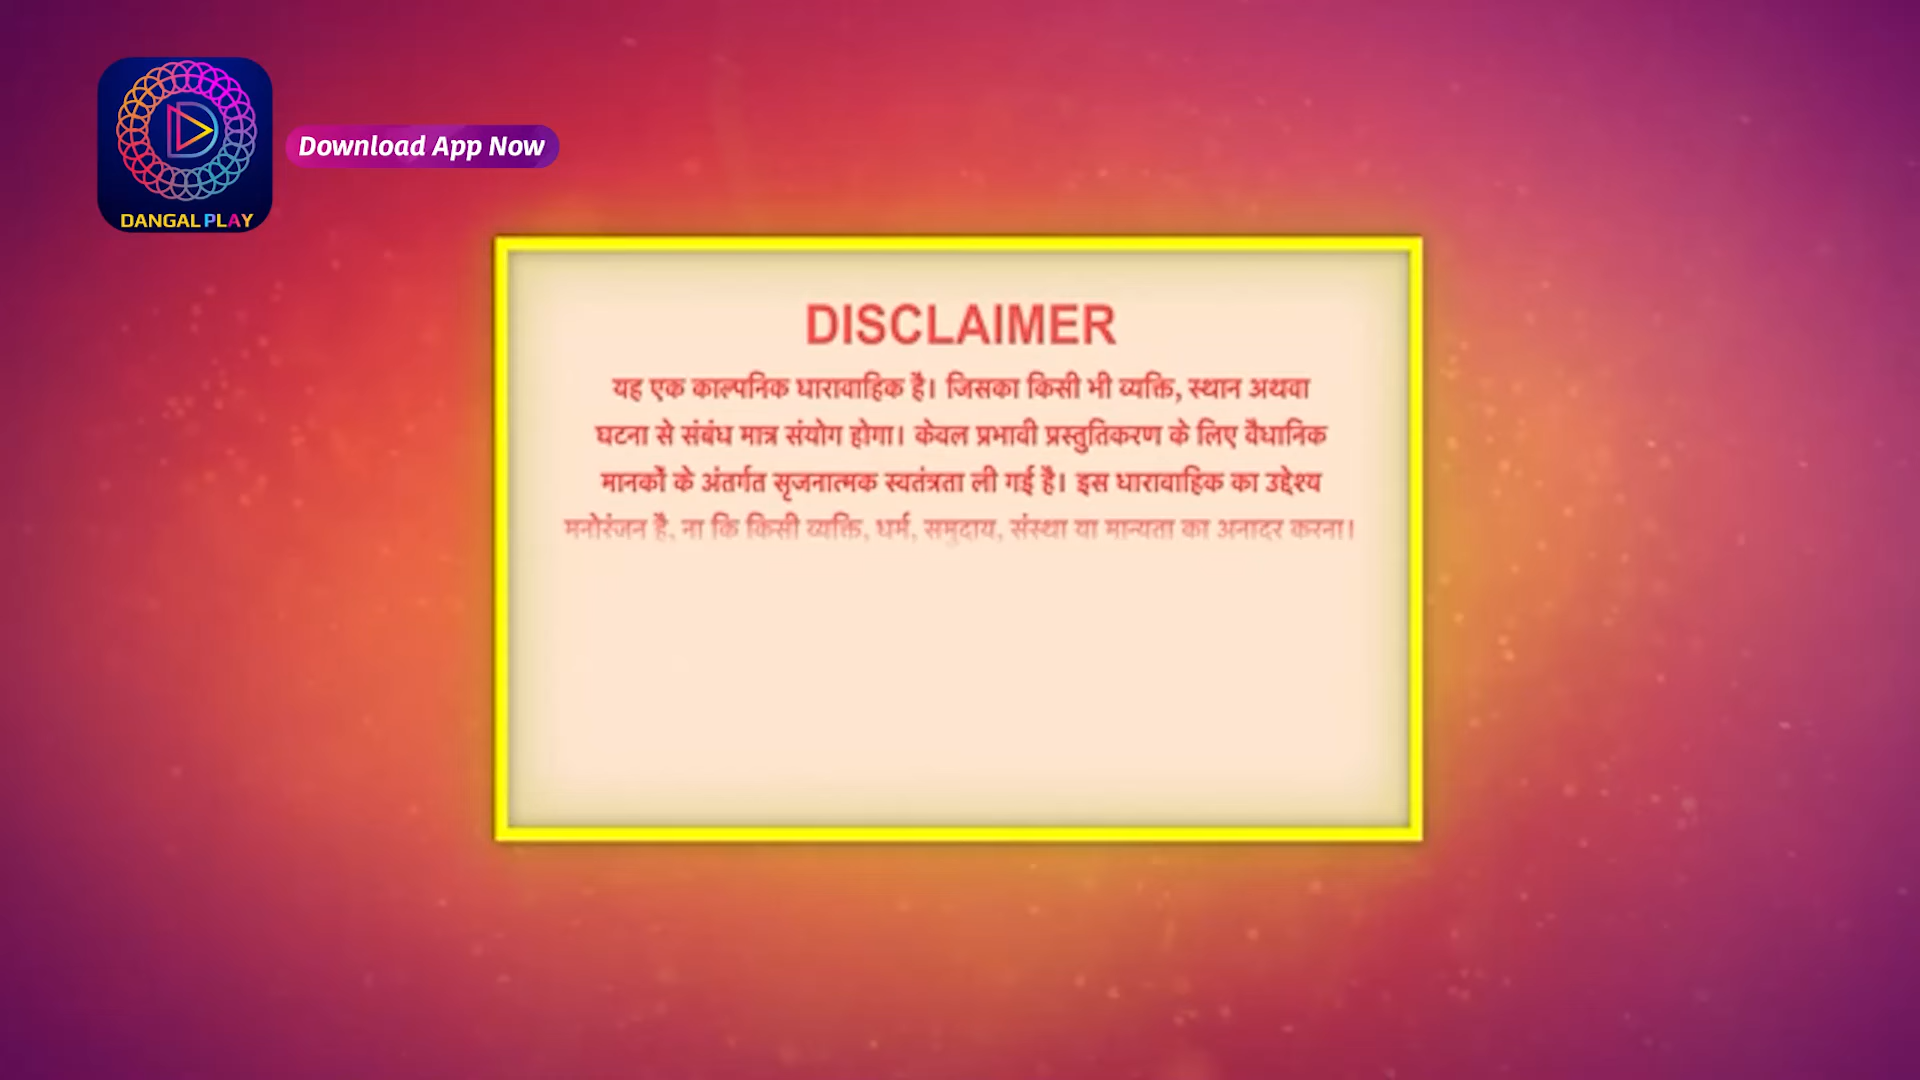 DANGAL PLAY
Download App Now
DISCLAIMER
यह एक काल्पनिक धारावाहिक है। जिसका किसी भी व्यक्ति, स्थान अथवा
घटना से संबंध मात्र संयोग होगा। केवल प्रभावी प्रस्तुतिकरण के लिए वैधानिक
मानकों के अंतर्गत सृजनात्मक स्वतंत्रता ली गई है। इस धारावाहिक का उद्देश्य
मनोरंजन है, ना कि किसी व्यक्ति, धर्म, समुदाय, संस्था या मान्यता का अनादर करना।